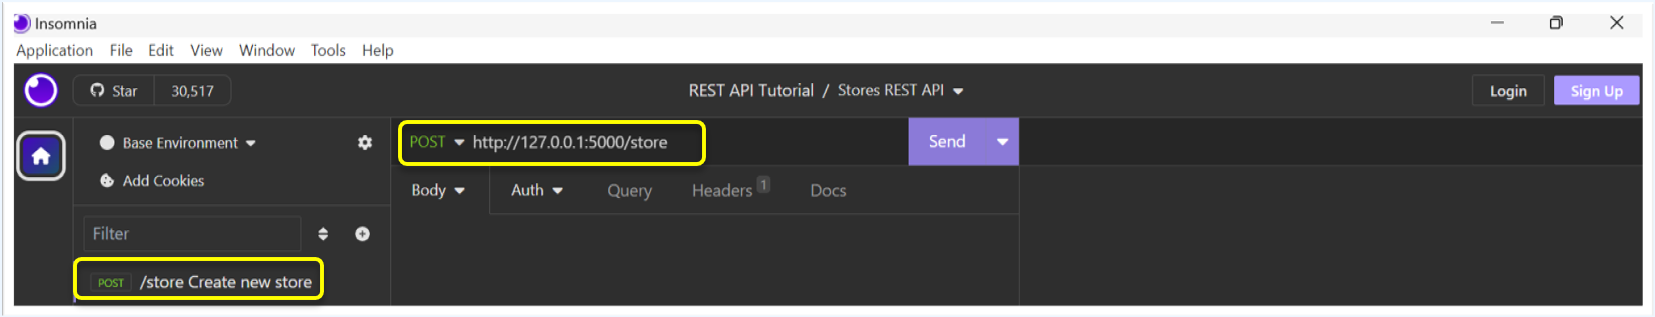 Insomnia
Application File Edit View Window Tools Help
Star 30,517 REST API Tutorial / Stores REST API Login Sign Up
Base Environment POST http://127.0.0.1:5000/store Send
Add Cookies Body Auth Query Headers 1 Docs
Filter
POST /store Create new store